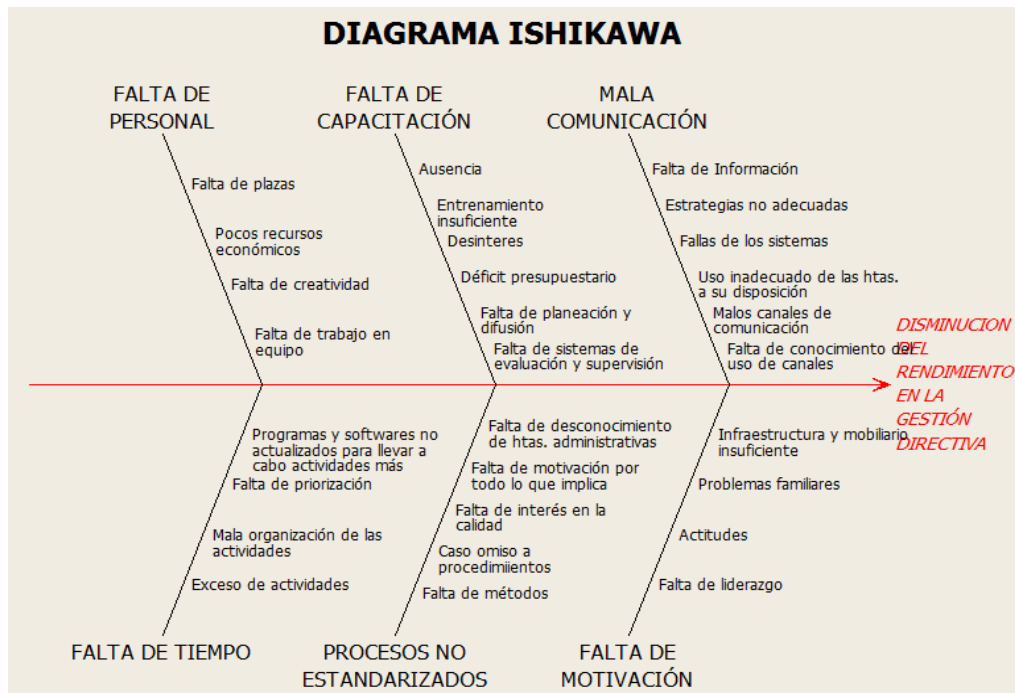 DIAGRAMA ISHIKAWA
FALTA DE
PERSONAL
FALTA DE
CAPACITACIÓN
MALA
COMUNICACIÓN
Falta de plazas
Pocos recursos
económicos
Falta de creatividad
Falta de trabajo en
equipo
Ausencia
Entrenamiento
insuficiente
Desinteres
Déficit presupuestario
Falta de planeación y
difusión
Falta de sistemas de
evaluación y supervisión
Falta de Información
Estrategias no adecuadas
Fallas de los sistemas
Uso inadecuado de las htas.
a su disposición
Malos canales de
comunicación
Falta de conocimiento del
uso de canales
DISMINUCION
DEL
RENDIMIENTO
EN LA
GESTIÓN
DIRECTIVA
Programas y softwares no
actualizados para llevar a
cabo actividades más
Falta de priorización
Mala organización de las
actividades
Exceso de actividades
Falta de desconocimiento
de htas. administrativas
Falta de motivación por
todo lo que implica
Falta de interés en la
calidad
Caso omiso a
procedimiientos
Falta de métodos
Infraestructura y mobiliario
insuficiente
Problemas familiares
Actitudes
Falta de liderazgo
FALTA DE TIEMPO
PROCESOS NO
ESTANDARIZADOS
FALTA DE
MOTIVACIÓN